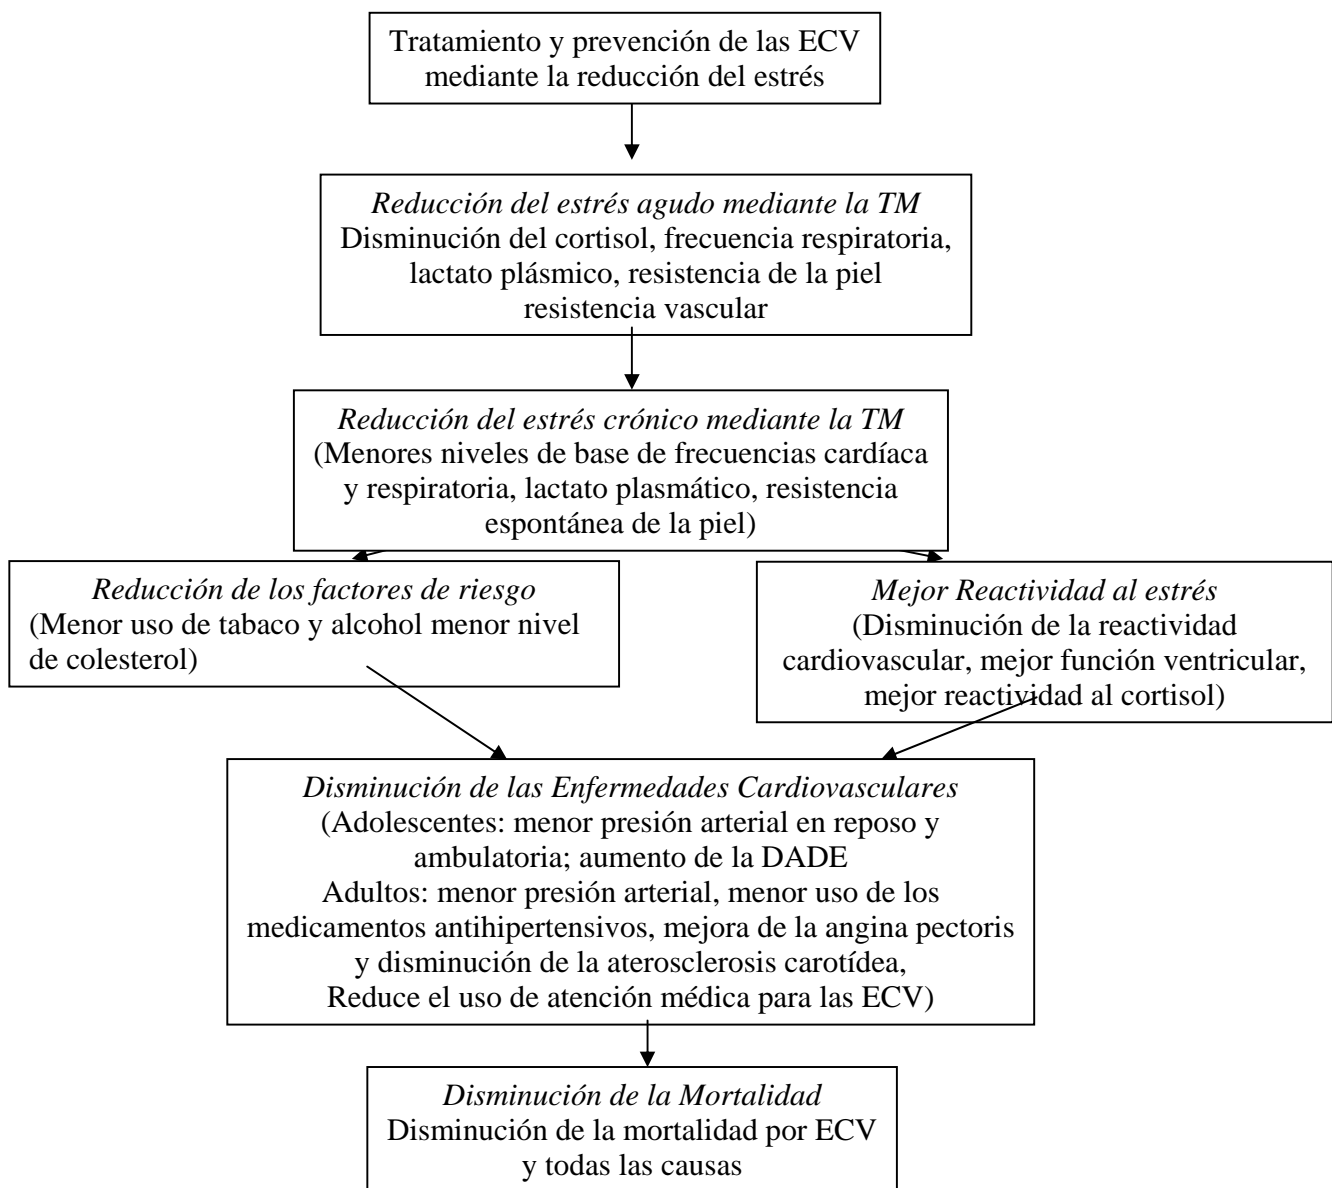 Tratamiento y prevención de las ECV
mediante la reducción del estrés
Reducción del estrés agudo mediante la TM
Disminución del cortisol, frecuencia respiratoria,
lactato plásmico, resistencia de la piel
resistencia vascular
Reducción del estrés crónico mediante la TM
(Menores niveles de base de frecuencias cardíaca
y respiratoria, lactato plasmático, resistencia
espontánea de la piel)
Reducción de los factores de riesgo
(Menor uso de tabaco y alcohol menor nivel
de colesterol)
Mejor Reactividad al estrés
(Disminución de la reactividad
cardiovascular, mejor función ventricular,
mejor reactividad al cortisol)
Disminución de las Enfermedades Cardiovasculares
(Adolescentes: menor presión arterial en reposo y
ambulatoria; aumento de la DADE
Adultos: menor presión arterial, menor uso de los
medicamentos antihipertensivos, mejora de la angina pectoris
y disminución de la aterosclerosis carotídea,
Reduce el uso de atención médica para las ECV)
Disminución de la Mortalidad
Disminución de la mortalidad por ECV
y todas las causas